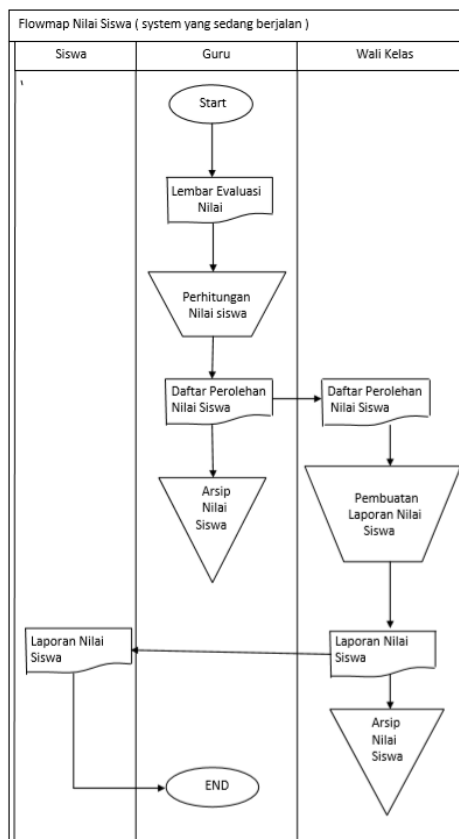 Flowmap Nilai Siswa ( system yang sedang berjalan )
Siswa
Guru
Wali Kelas
Start
Lembar Evaluasi
Nilai
Perhitungan
Nilai siswa
Daftar Perolehan
Nilai Siswa
Daftar Perolehan
Nilai Siswa
Arsip
Nilai
Siswa
Pembuatan
Laporan Nilai
Siswa
Laporan Nilai
Siswa
Laporan Nilai
Siswa
Arsip
Nilai
Siswa
END